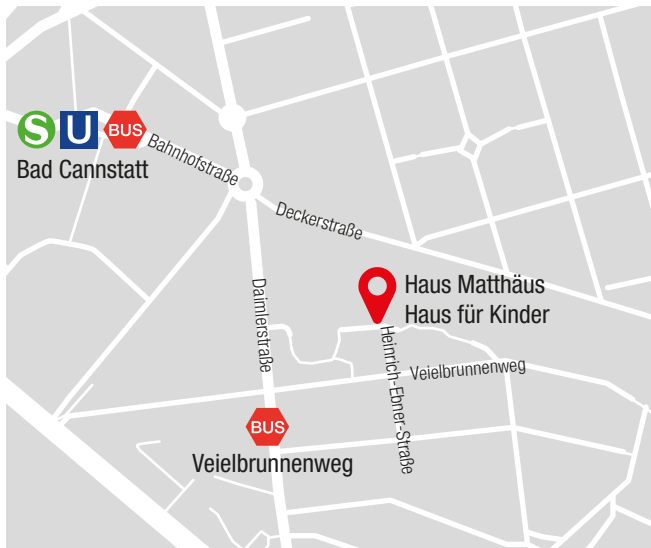 S U BUS
Bad Cannstatt
Bahnhofstraße
Deckerstraße
Daimlerstraße
Haus Matthäus
Haus für Kinder
Heinrich-Ebner-Straße
Veielbrunnenweg
BUS
Veielbrunnenweg